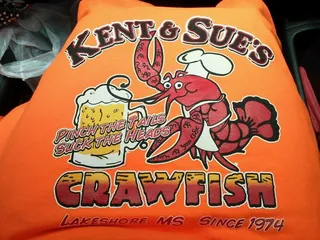 KENT & SUE'S
PINCH THE TAILS
SUCK THE HEADS
CRAWFISH
LAKESHORE MS SINCE 1974